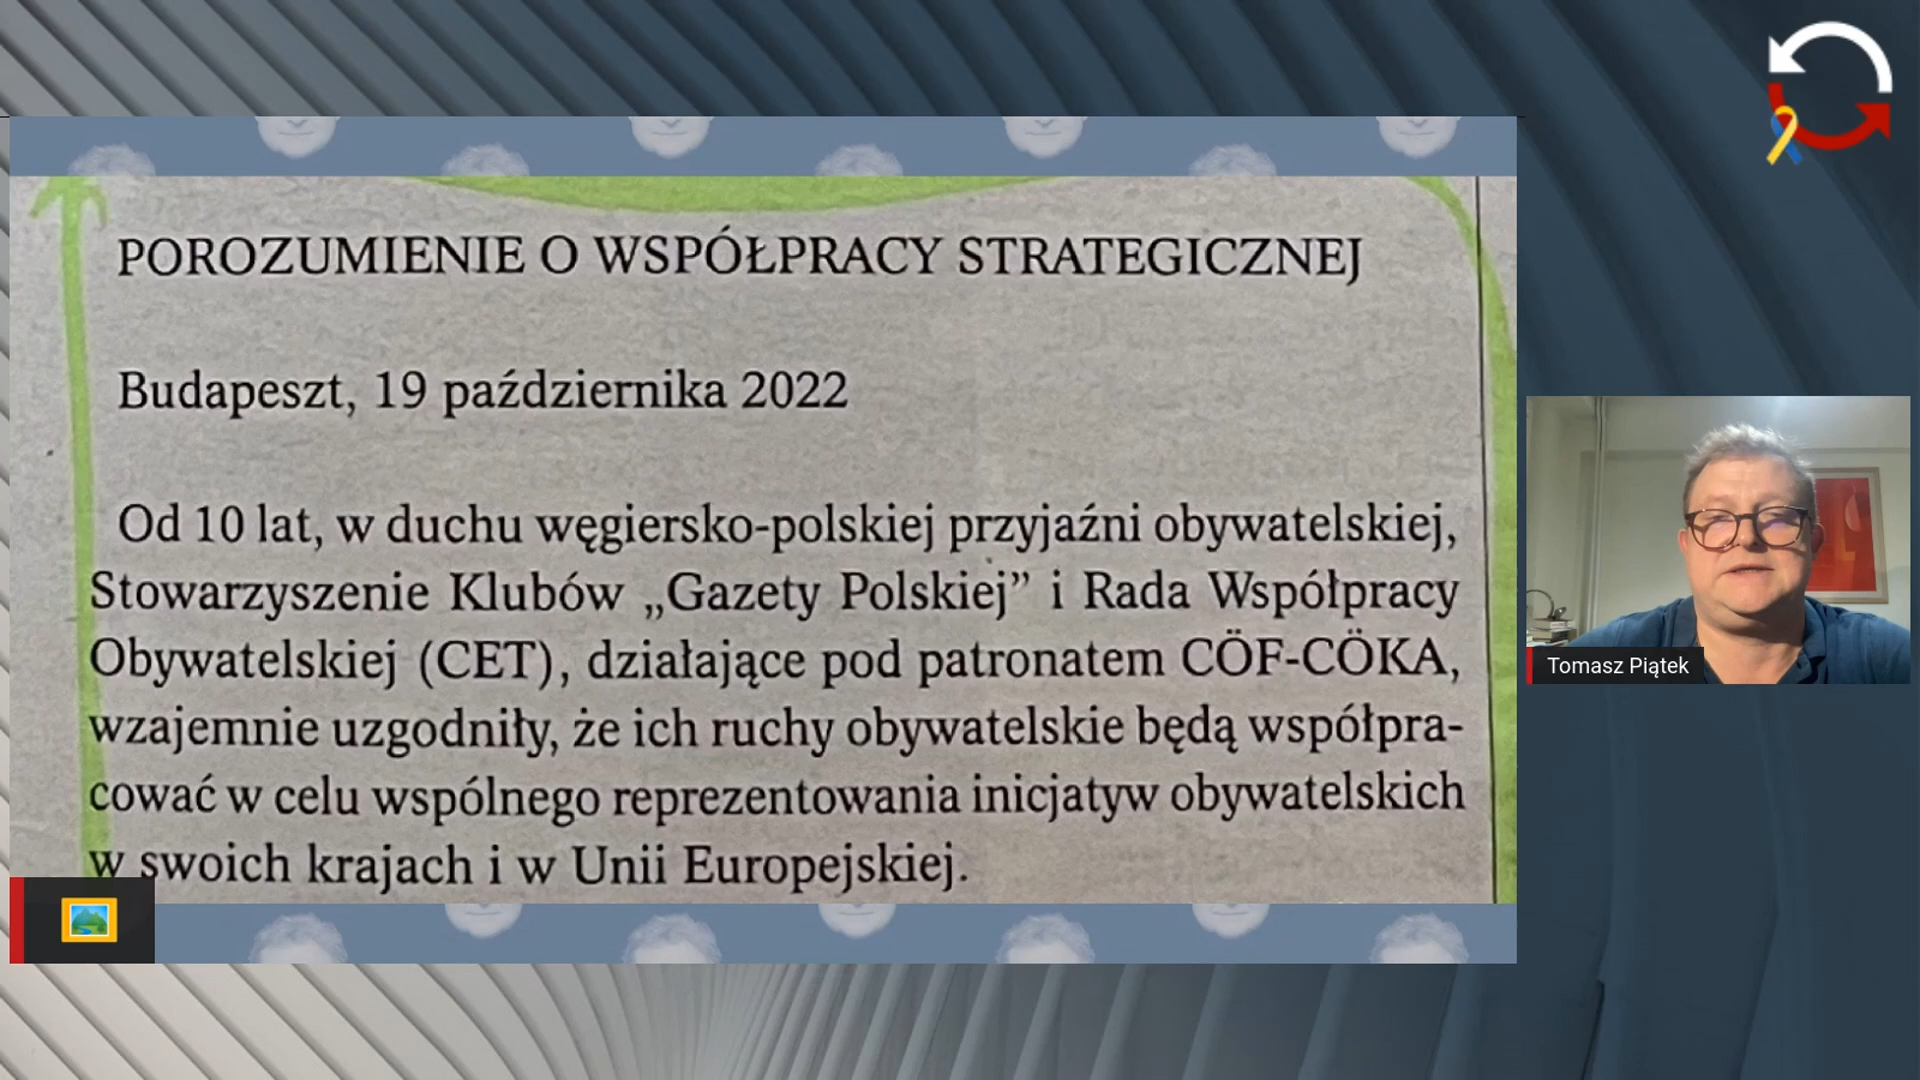 POROZUMIENIE O WSPÓŁPRACY STRATEGICZNEJ
Budapeszt, 19 października 2022
Od 10 lat, w duchu węgiersko-polskiej przyjaźni obywatelskiej,
Stowarzyszenie Klubów „Gazety Polskiej” i Rada Współpracy
Obywatelskiej (CET), działające pod patronatem CÖF-CÖKA,
wzajemnie uzgodniły, że ich ruchy obywatelskie będą współpra-
cować w celu wspólnego reprezentowania inicjatyw obywatelskich
w swoich krajach i w Unii Europejskiej.
Tomasz Piątek